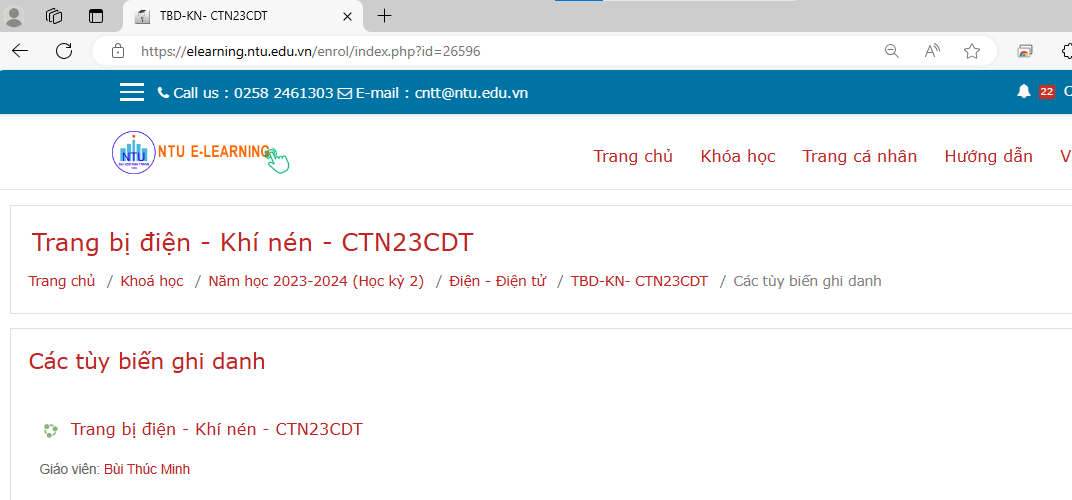 TBD-KN- CTN23CDT
https://elearning.ntu.edu.vn/enrol/index.php?id=26596
Call us : 0258 2461303 E-mail : cntt@ntu.edu.vn 22
NTU NTU E-LEARNING Trang chủ Khóa học Trang cá nhân Hướng dẫn V
Trang bị điện - Khí nén - CTN23CDT
Trang chủ / Khoá học / Năm học 2023-2024 (Học kỳ 2) / Điện - Điện tử / TBD-KN- CTN23CDT / Các tùy biến ghi danh
Các tùy biến ghi danh
Trang bị điện - Khí nén - CTN23CDT
Giáo viên: Bùi Thúc Minh